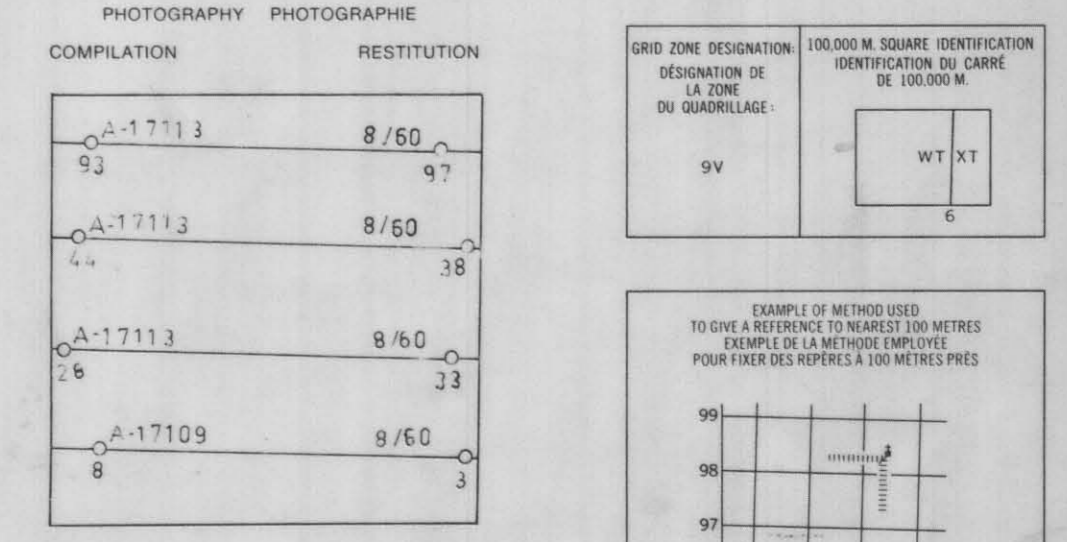 PHOTOGRAPHY PHOTOGRAPHIE
COMPILATION RESTITUTION
A-17113 8/60
93 97
A-17113 8/60
44 38
A-17113 8/60
26 33
A-17109 8/60
8 3
GRID ZONE DESIGNATION:
DÉSIGNATION DE
LA ZONE
DU QUADRILLAGE:
9V
100,000 M. SQUARE IDENTIFICATION
IDENTIFICATION DU CARRÉ
DE 100.000 M.
WT XT
6
EXAMPLE OF METHOD USED
TO GIVE A REFERENCE TO NEAREST 100 METRES
EXEMPLE DE LA MÉTHODE EMPLOYÉE
POUR FIXER DES REPÈRES À 100 MÈTRES PRÈS
99
98
97